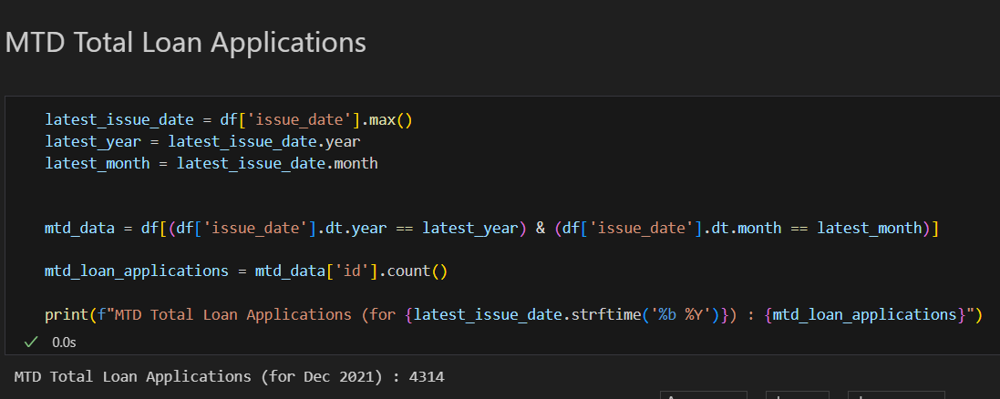 MTD Total Loan Applications
latest_issue_date = df['issue_date'].max()
latest_year = latest_issue_date.year
latest_month = latest_issue_date.month
mtd_data = df[(df['issue_date'].dt.year == latest_year) & (df['issue_date'].dt.month == latest_month)]
mtd_loan_applications = mtd_data['id'].count()
print(f"MTD Total Loan Applications (for {latest_issue_date.strftime('%b %Y')}) : {mtd_loan_applications}")
0.0s
MTD Total Loan Applications (for Dec 2021) : 4314